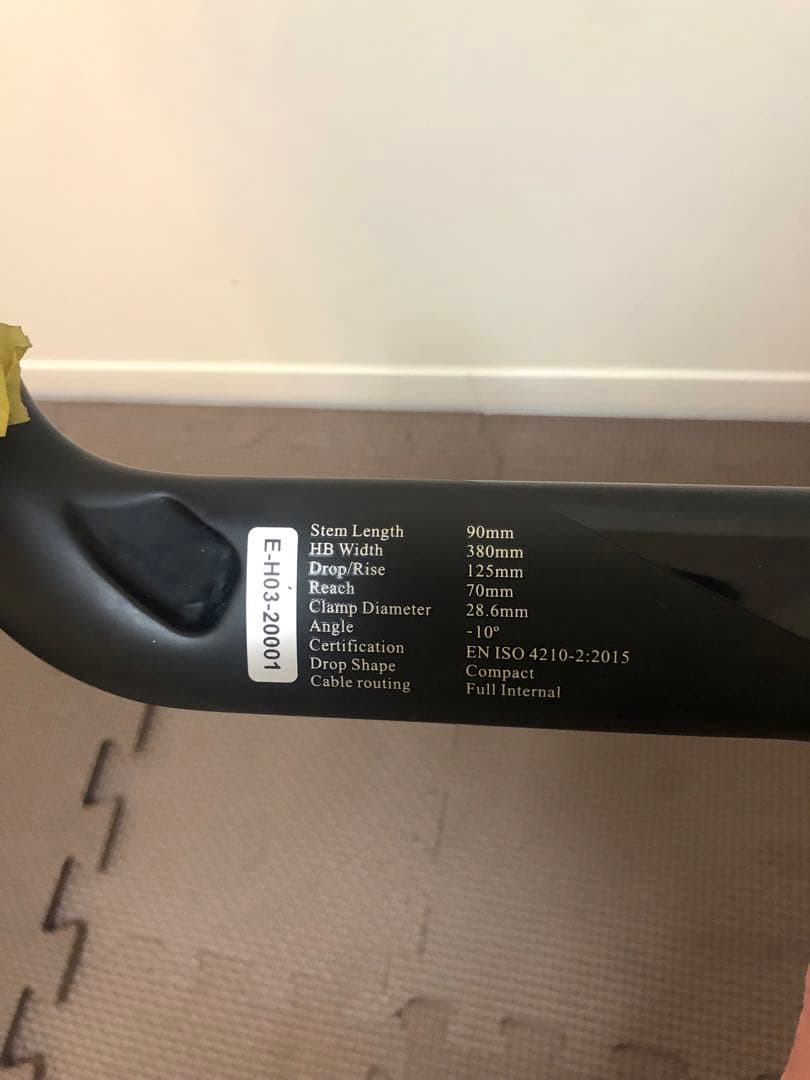 E-H03-20001
Stem Length 90mm
HB Width 380mm
Drop/Rise 125mm
Reach 70mm
Clamp Diameter 28.6mm
Angle -10º
Certification EN ISO 4210-2:2015
Drop Shape Compact
Cable routing Full Internal